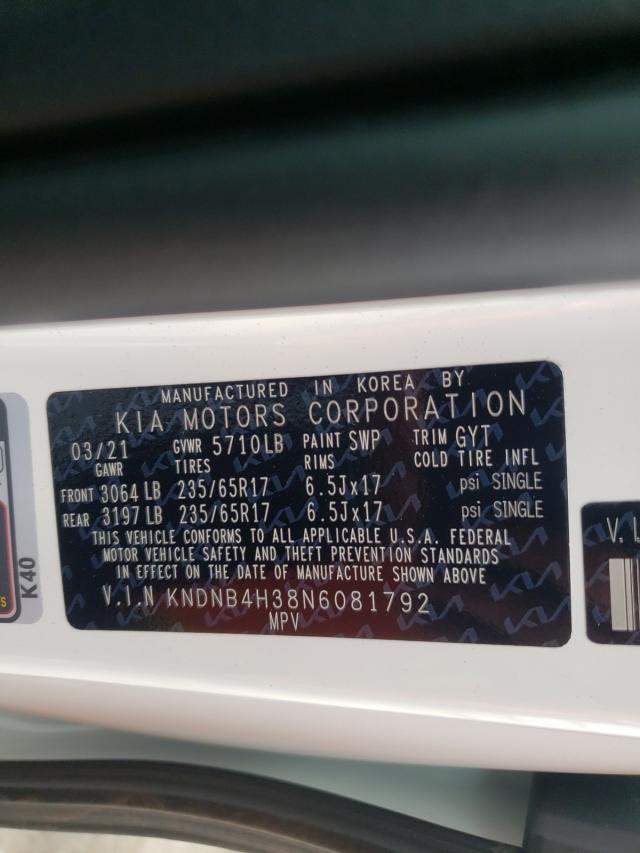 MANUFACTURED IN KOREA BY
KIA MOTORS CORPORATION
03/21 GVWR 5710LB PAINT SWP TRIM GYT
GAWR TIRES RIMS COLD TIRE INFL
FRONT 3064 LB 235/65R17 6.5Jx17 psi SINGLE
REAR 3197 LB 235/65R17 6.5Jx17 psi SINGLE
THIS VEHICLE CONFORMS TO ALL APPLICABLE U.S.A. FEDERAL
MOTOR VEHICLE SAFETY AND THEFT PREVENTION STANDARDS
IN EFFECT ON THE DATE OF MANUFACTURE SHOWN ABOVE
V.I.N KNDNB4H38N6081792
MPV
K40